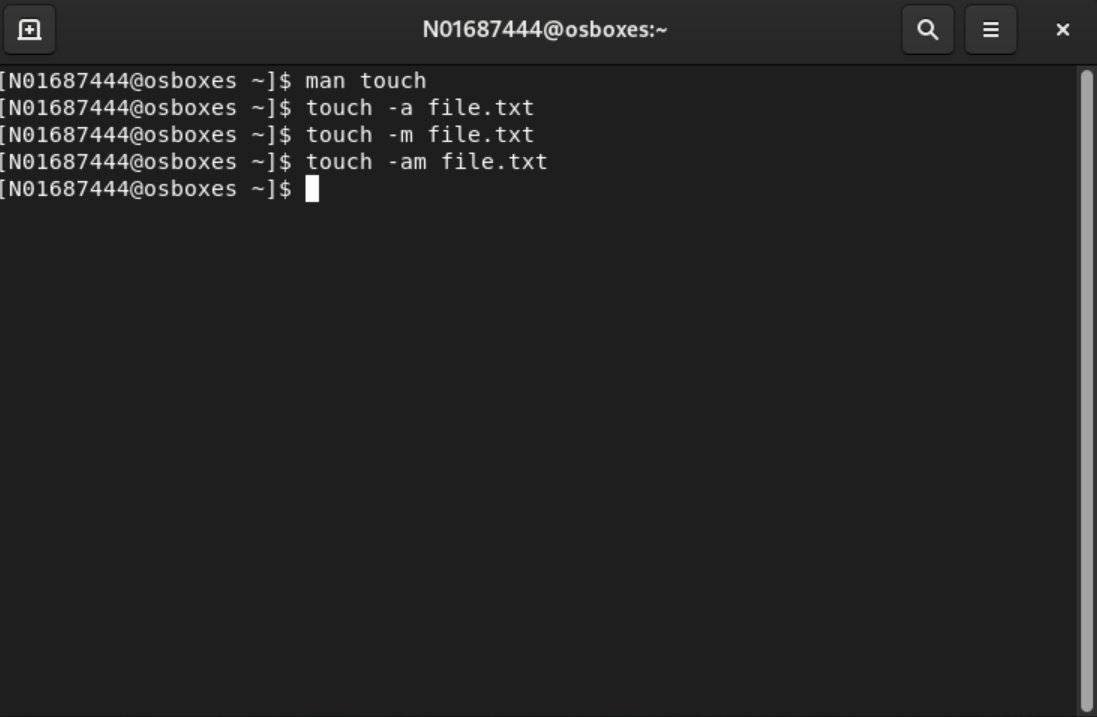 N01687444@osboxes:~
[N01687444@osboxes ~]$ man touch
[N01687444@osboxes ~]$ touch -a file.txt
[N01687444@osboxes ~]$ touch -m file.txt
[N01687444@osboxes ~]$ touch -am file.txt
[N01687444@osboxes ~]$